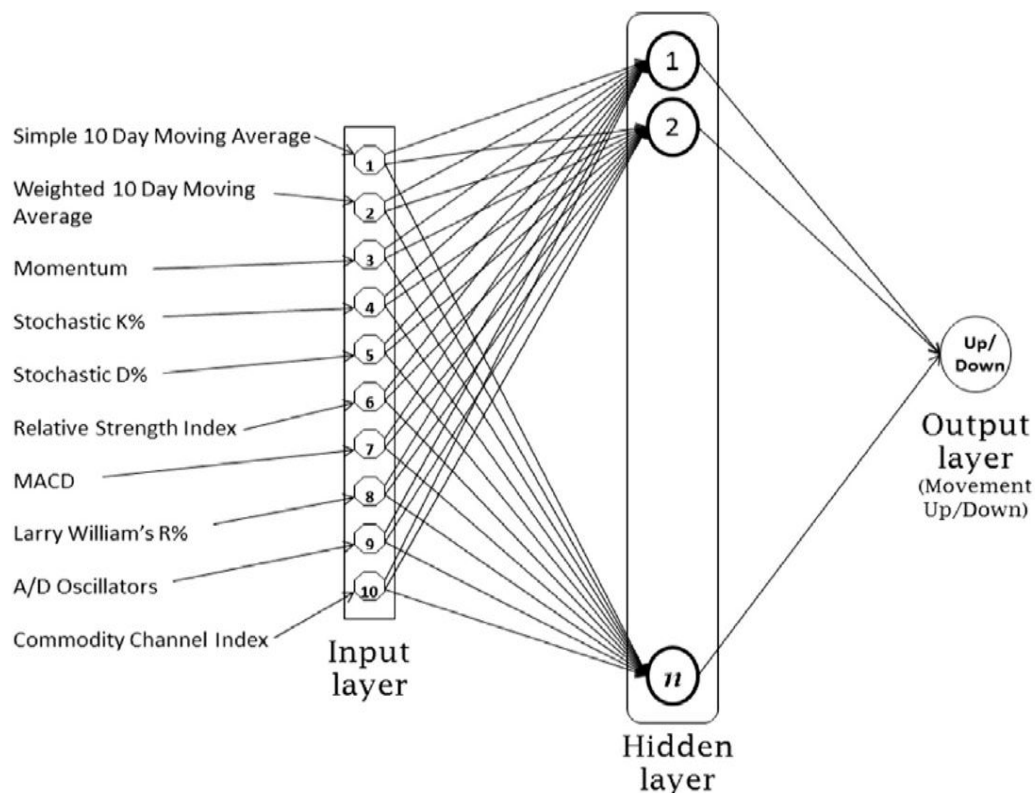 Simple 10 Day Moving Average
Weighted 10 Day Moving
Average
Momentum
Stochastic K%
Stochastic D%
Relative Strength Index
MACD
Larry William's R%
A/D Oscillators
Commodity Channel Index
1
2
3
4
5
6
7
8
9
10
Input
layer
1
2
n
Hidden
layer
Up/
Down
Output
layer
(Movement
Up/Down)